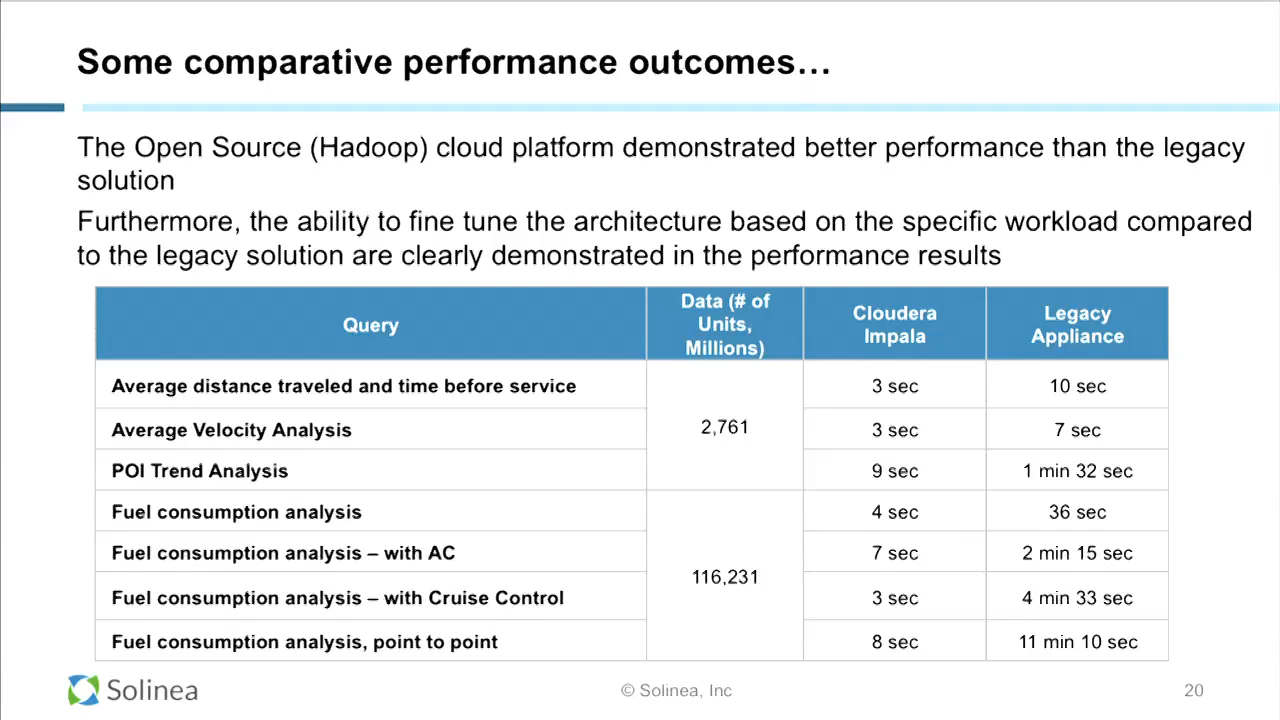 Some comparative performance outcomes…
The Open Source (Hadoop) cloud platform demonstrated better performance than the legacy
solution
Furthermore, the ability to fine tune the architecture based on the specific workload compared
to the legacy solution are clearly demonstrated in the performance results
Query
Data (# of
Units,
Millions)
Cloudera
Impala
Legacy
Appliance
Average distance traveled and time before service
2,761
3 sec
10 sec
Average Velocity Analysis
3 sec
7 sec
POI Trend Analysis
9 sec
1 min 32 sec
Fuel consumption analysis
116,231
4 sec
36 sec
Fuel consumption analysis – with AC
7 sec
2 min 15 sec
Fuel consumption analysis – with Cruise Control
3 sec
4 min 33 sec
Fuel consumption analysis, point to point
8 sec
11 min 10 sec
Solinea
© Solinea, Inc
20